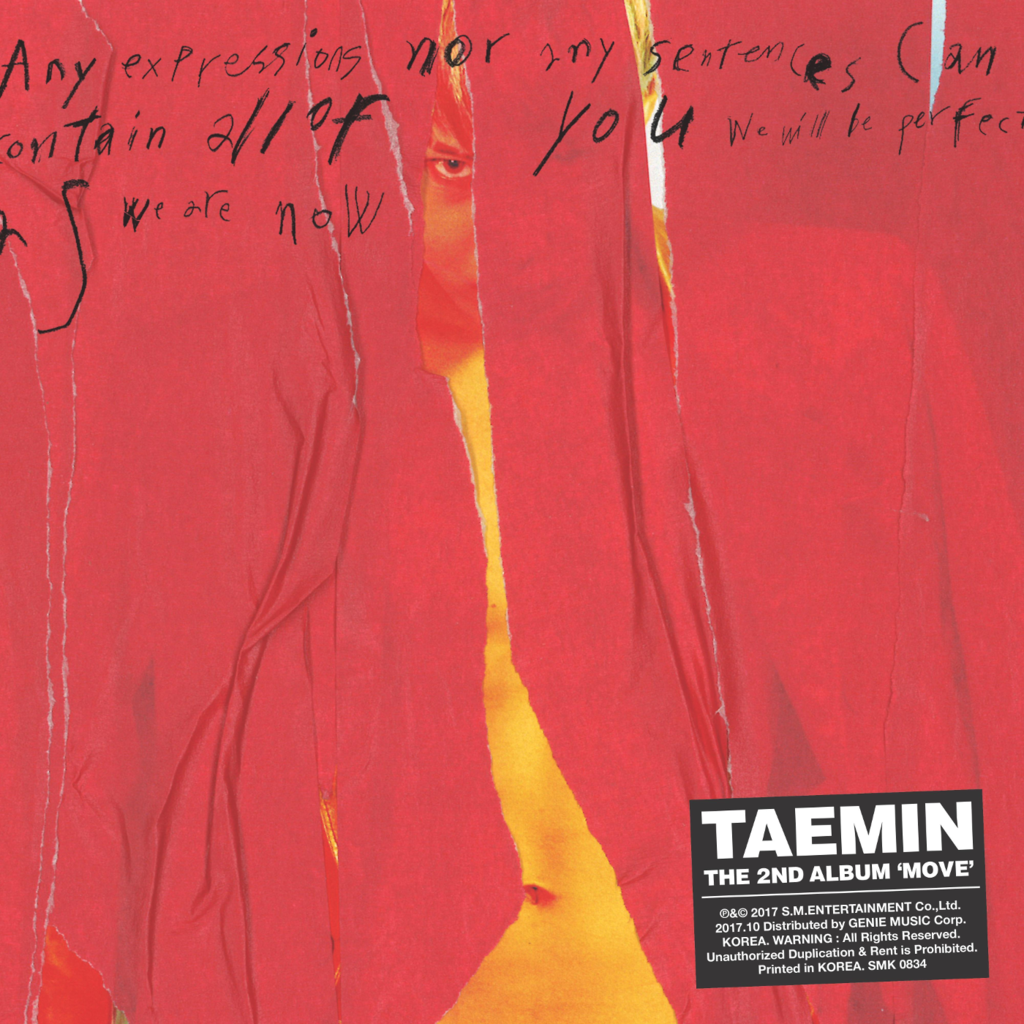 Any expressions nor any sentences Can
contain all of you We will be perfect
as we are now
TAEMIN
THE 2ND ALBUM ‘MOVE’
℗&© 2017 S.M.ENTERTAINMENT Co.,Ltd.
2017.10 Distributed by GENIE MUSIC Corp.
KOREA. WARNING : All Rights Reserved.
Unauthorized Duplication & Rent is Prohibited.
Printed in KOREA. SMK 0834